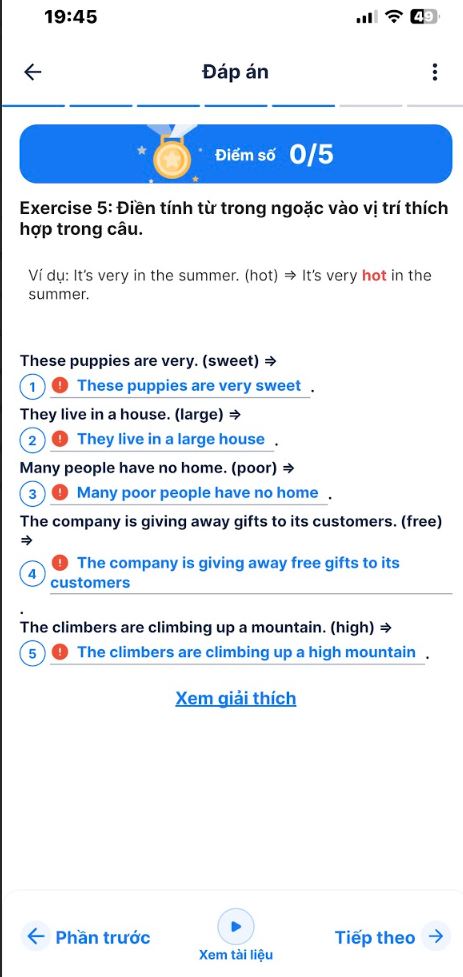 19:45
49
Đáp án
Điểm số 0/5
Exercise 5: Điền tính từ trong ngoặc vào vị trí thích
hợp trong câu.
Ví dụ: It's very in the summer. (hot) ⇒ It's very hot in the
summer.
These puppies are very. (sweet) ⇒
1 These puppies are very sweet .
They live in a house. (large) ⇒
2 They live in a large house .
Many people have no home. (poor) ⇒
3 Many poor people have no home .
The company is giving away gifts to its customers. (free)
⇒
4 The company is giving away free gifts to its
customers
.
The climbers are climbing up a mountain. (high) ⇒
5 The climbers are climbing up a high mountain .
Xem giải thích
Phần trước
Xem tài liệu
Tiếp theo